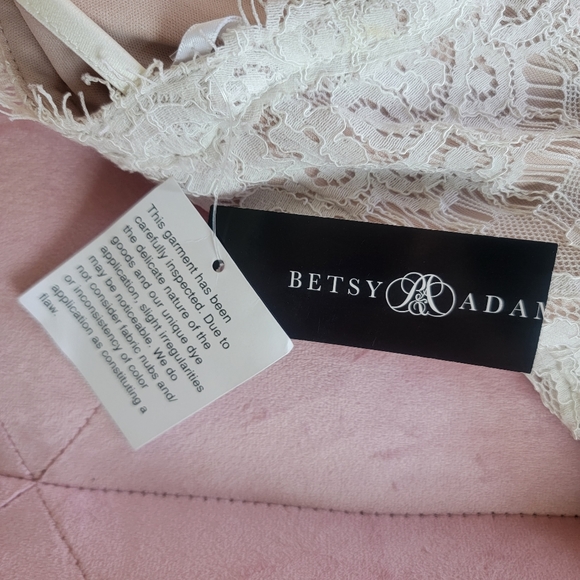 This garment has been
carefully inspected. Due to
the delicate nature of the
goods and our unique dye
application, slight irregularities
may be noticeable. We do
not consider fabric nubs and/
or inconsistency of color
application as constituting a
flaw.
BETSY & ADAM